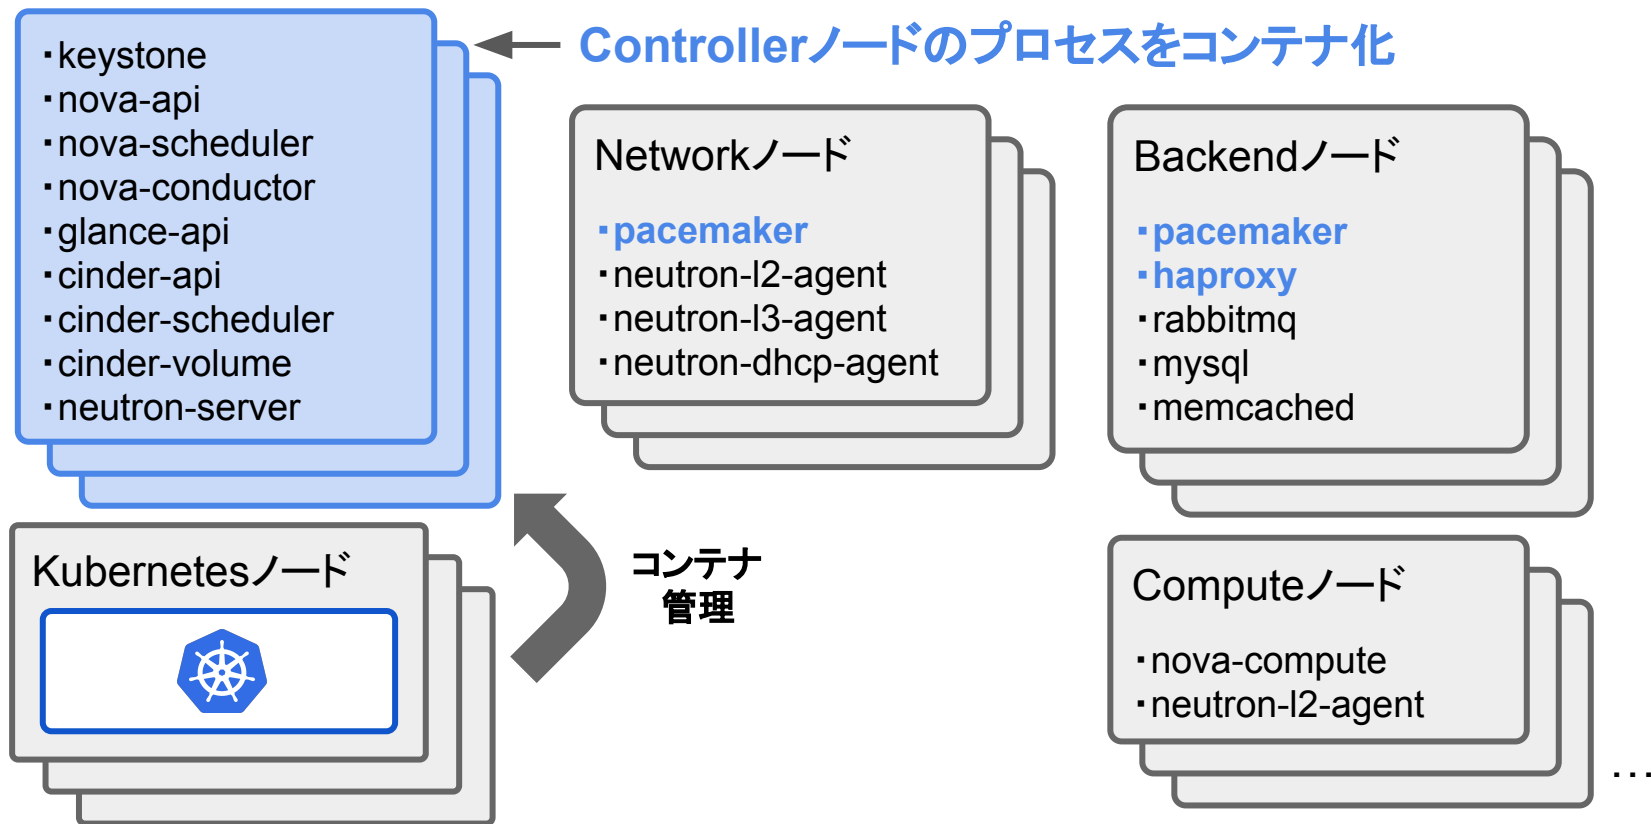 ・keystone
・nova-api
・nova-scheduler
・nova-conductor
・glance-api
・cinder-api
・cinder-scheduler
・cinder-volume
・neutron-server
Controllerノードのプロセスをコンテナ化
Networkノード
・pacemaker
・neutron-l2-agent
・neutron-l3-agent
・neutron-dhcp-agent
Backendノード
・pacemaker
・haproxy
・rabbitmq
・mysql
・memcached
Kubernetesノード
コンテナ
管理
Computeノード
・nova-compute
・neutron-l2-agent
…